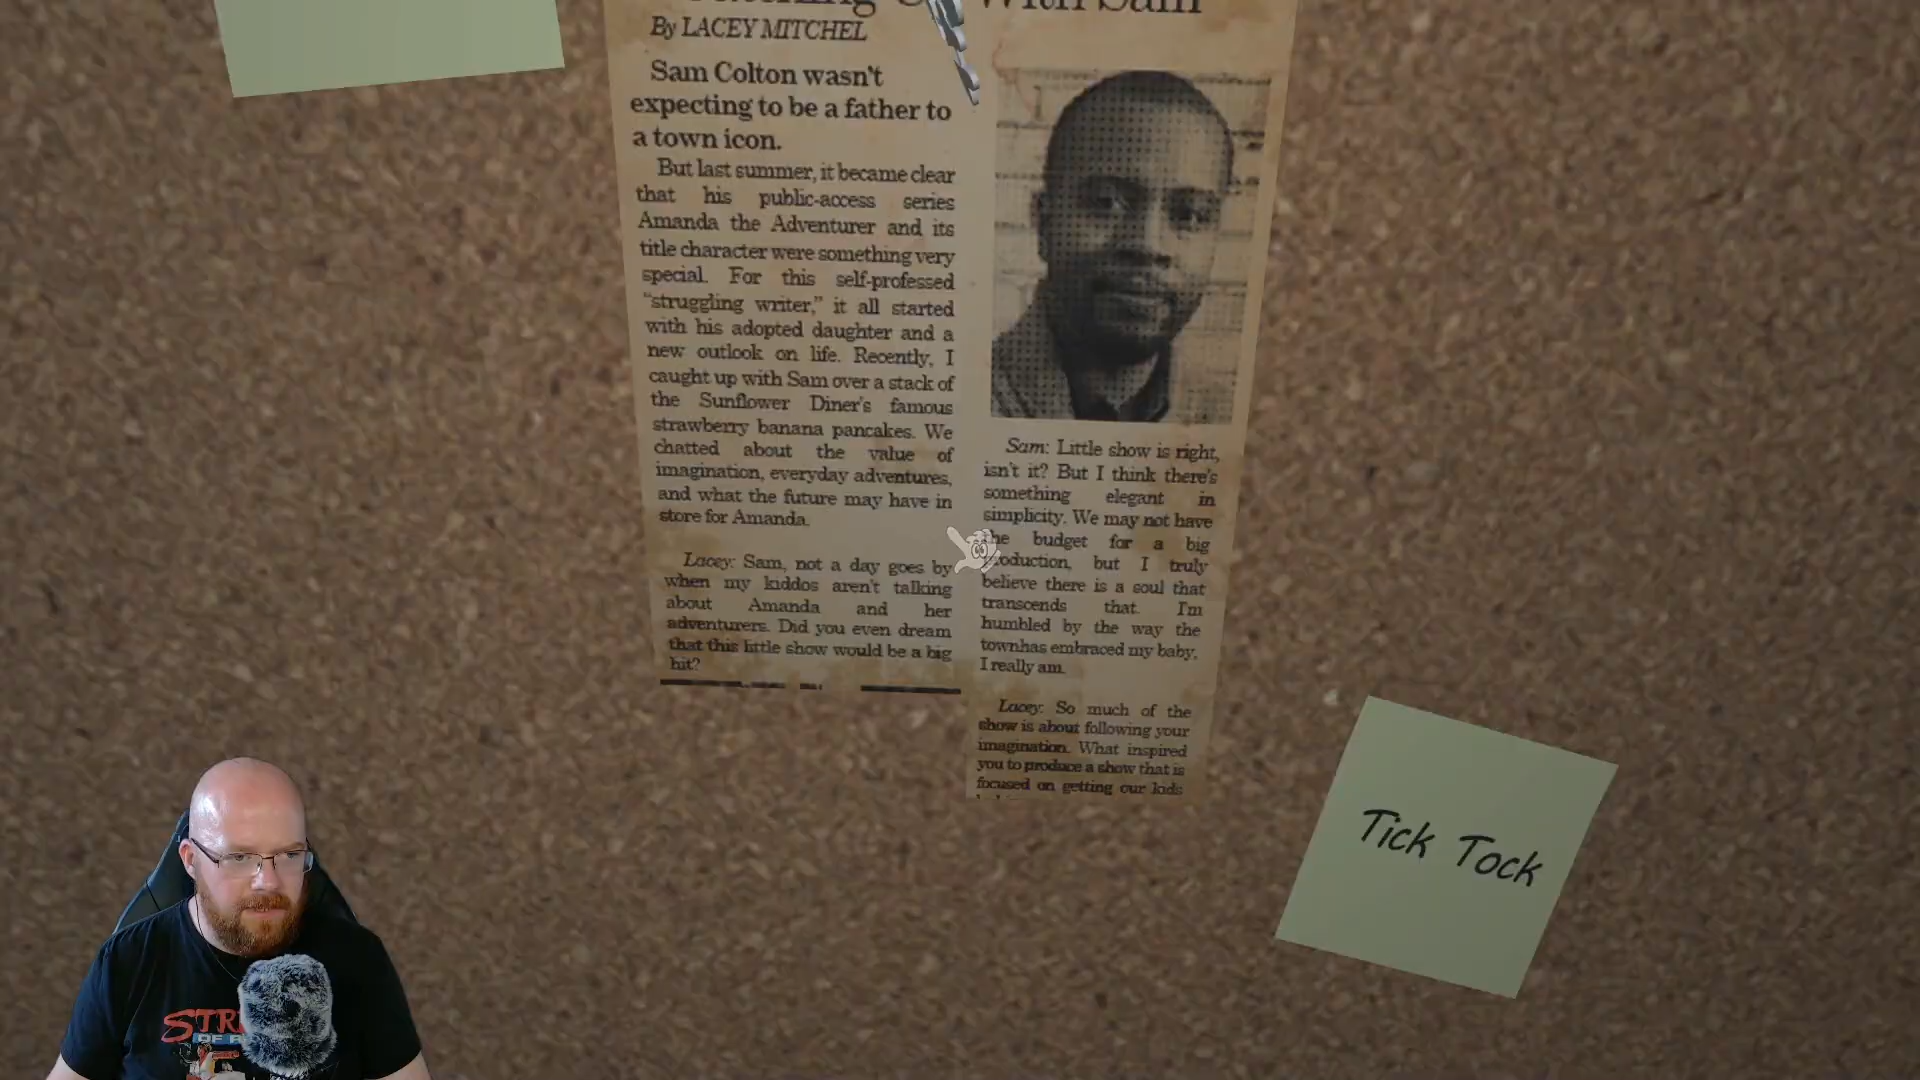 With Sam
By LACEY MITCHEL
Sam Colton wasn't
expecting to be a father to
a town icon.
But last summer, it became clear
that his public-access series
Amanda the Adventurer and its
title character were something very
special. For this self-professed
"struggling writer," it all started
with his adopted daughter and a
new outlook on life. Recently, I
caught up with Sam over a stack of
the Sunflower Diner's famous
strawberry banana pancakes. We
chatted about the value of
imagination, everyday adventures,
and what the future may have in
store for Amanda.
Lacey: Sam, not a day goes by
when my kiddos aren't talking
about Amanda and her
adventurers. Did you even dream
that this little show would be a big
hit?
Sam: Little show is right,
isn't it? But I think there's
something elegant in
simplicity. We may not have
the budget for a big
production, but I truly
believe there is a soul that
transcends that. I'm
humbled by the way the
townhas embraced my baby,
I really am.
Lacey: So much of the
show is about following your
imagination. What inspired
you to produce a show that is
focused on getting our kids
Tick Tock